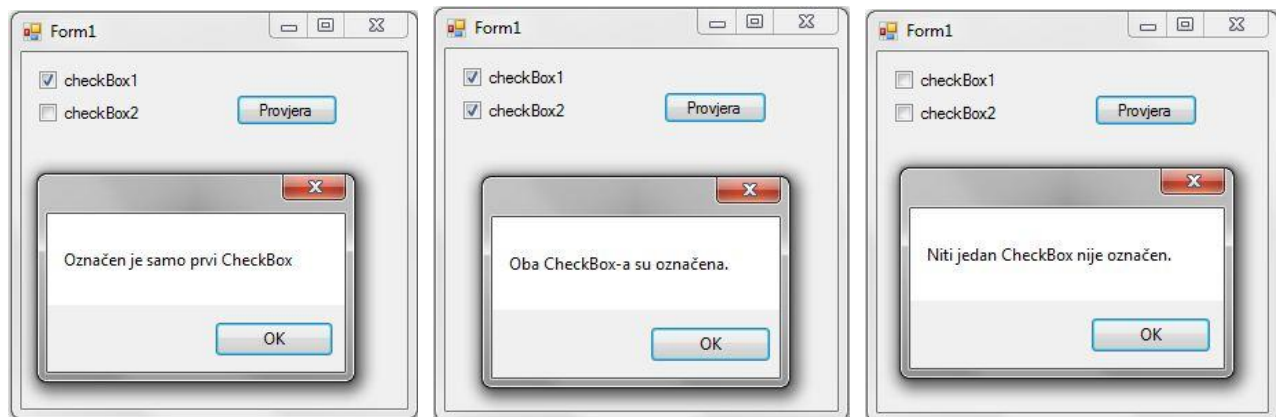 Form1
checkBox1
checkBox2
Provjera
Označen je samo prvi CheckBox
OK
Form1
checkBox1
checkBox2
Provjera
Oba CheckBox-a su označena.
OK
Form1
checkBox1
checkBox2
Provjera
Niti jedan CheckBox nije označen.
OK